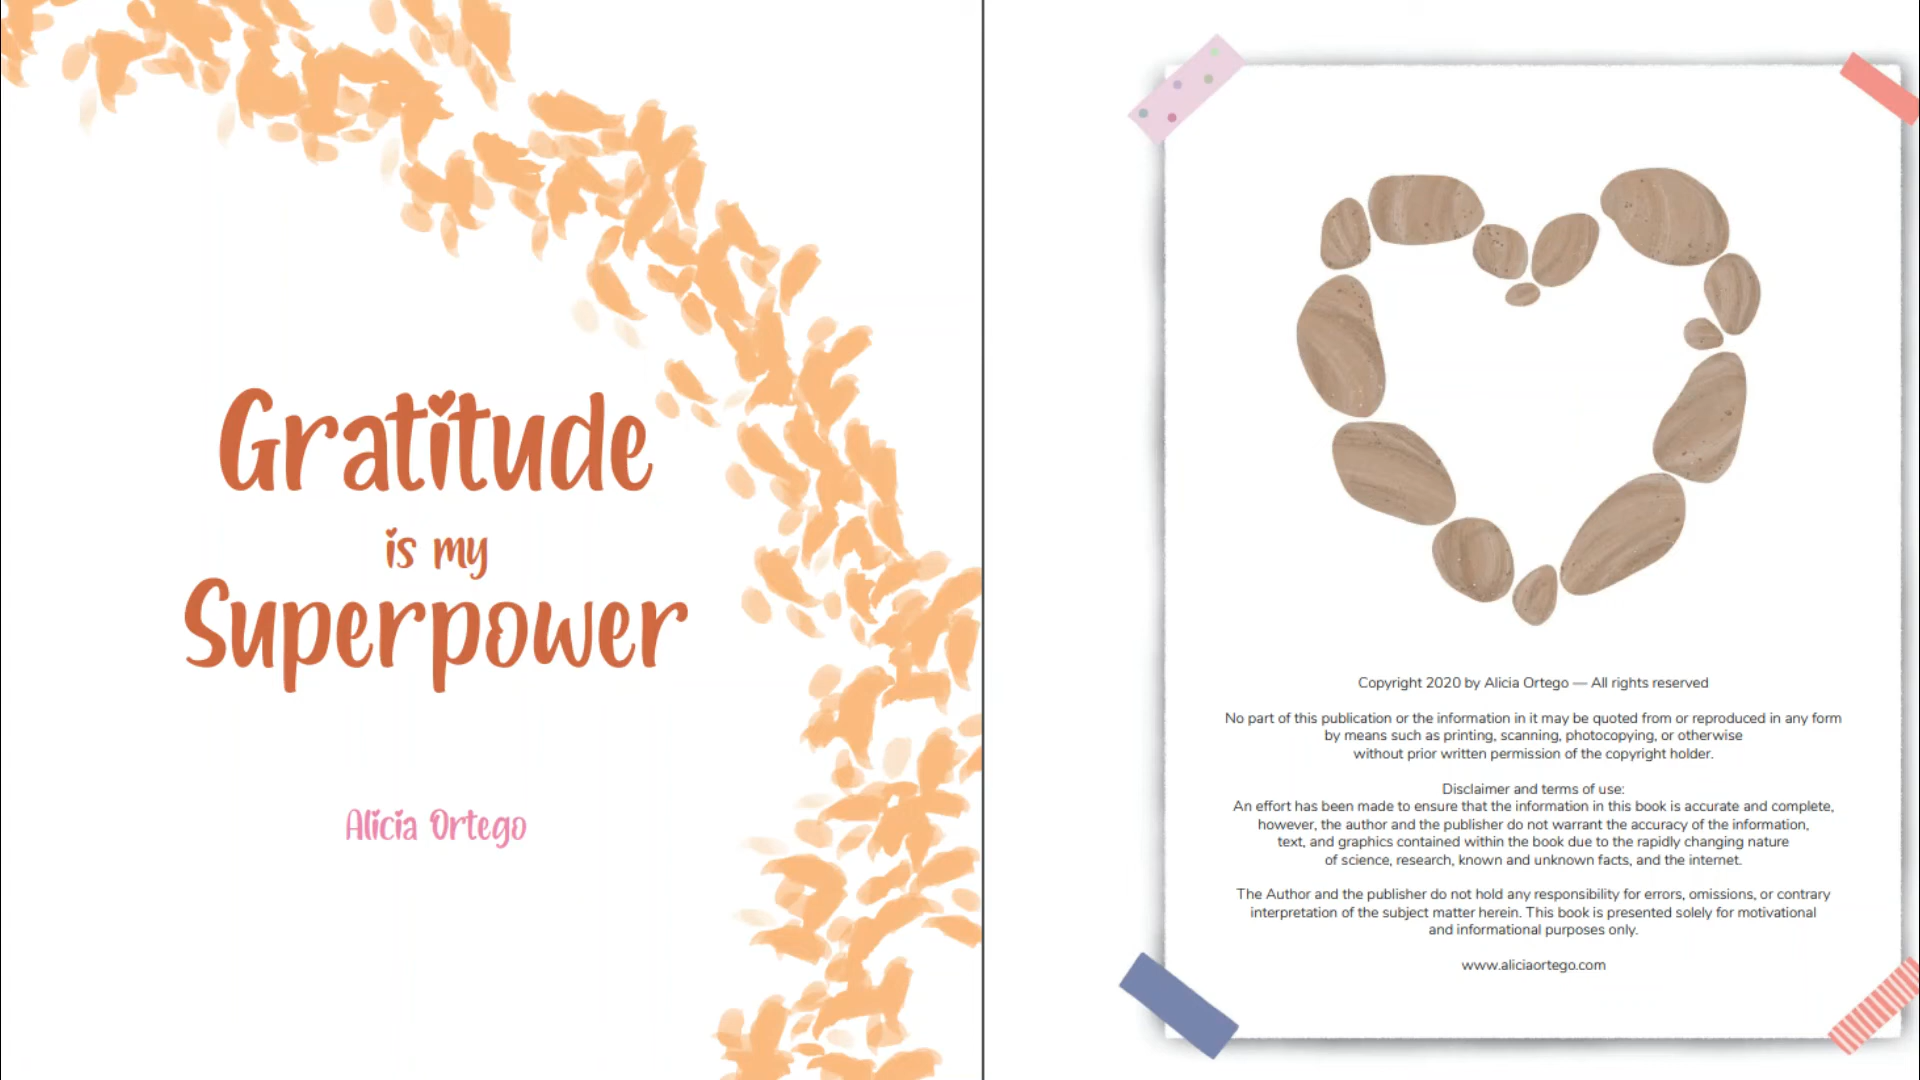 Gratitude
is my
Superpower
Alicia Ortego
Copyright 2020 by Alicia Ortego — All rights reserved
No part of this publication or the information in it may be quoted from or reproduced in any form
by means such as printing, scanning, photocopying, or otherwise
without prior written permission of the copyright holder.
Disclaimer and terms of use:
An effort has been made to ensure that the information in this book is accurate and complete,
however, the author and the publisher do not warrant the accuracy of the information,
text, and graphics contained within the book due to the rapidly changing nature
of science, research, known and unknown facts, and the internet.
The Author and the publisher do not hold any responsibility for errors, omissions, or contrary
interpretation of the subject matter herein. This book is presented solely for motivational
and informational purposes only.
www.aliciaortego.com